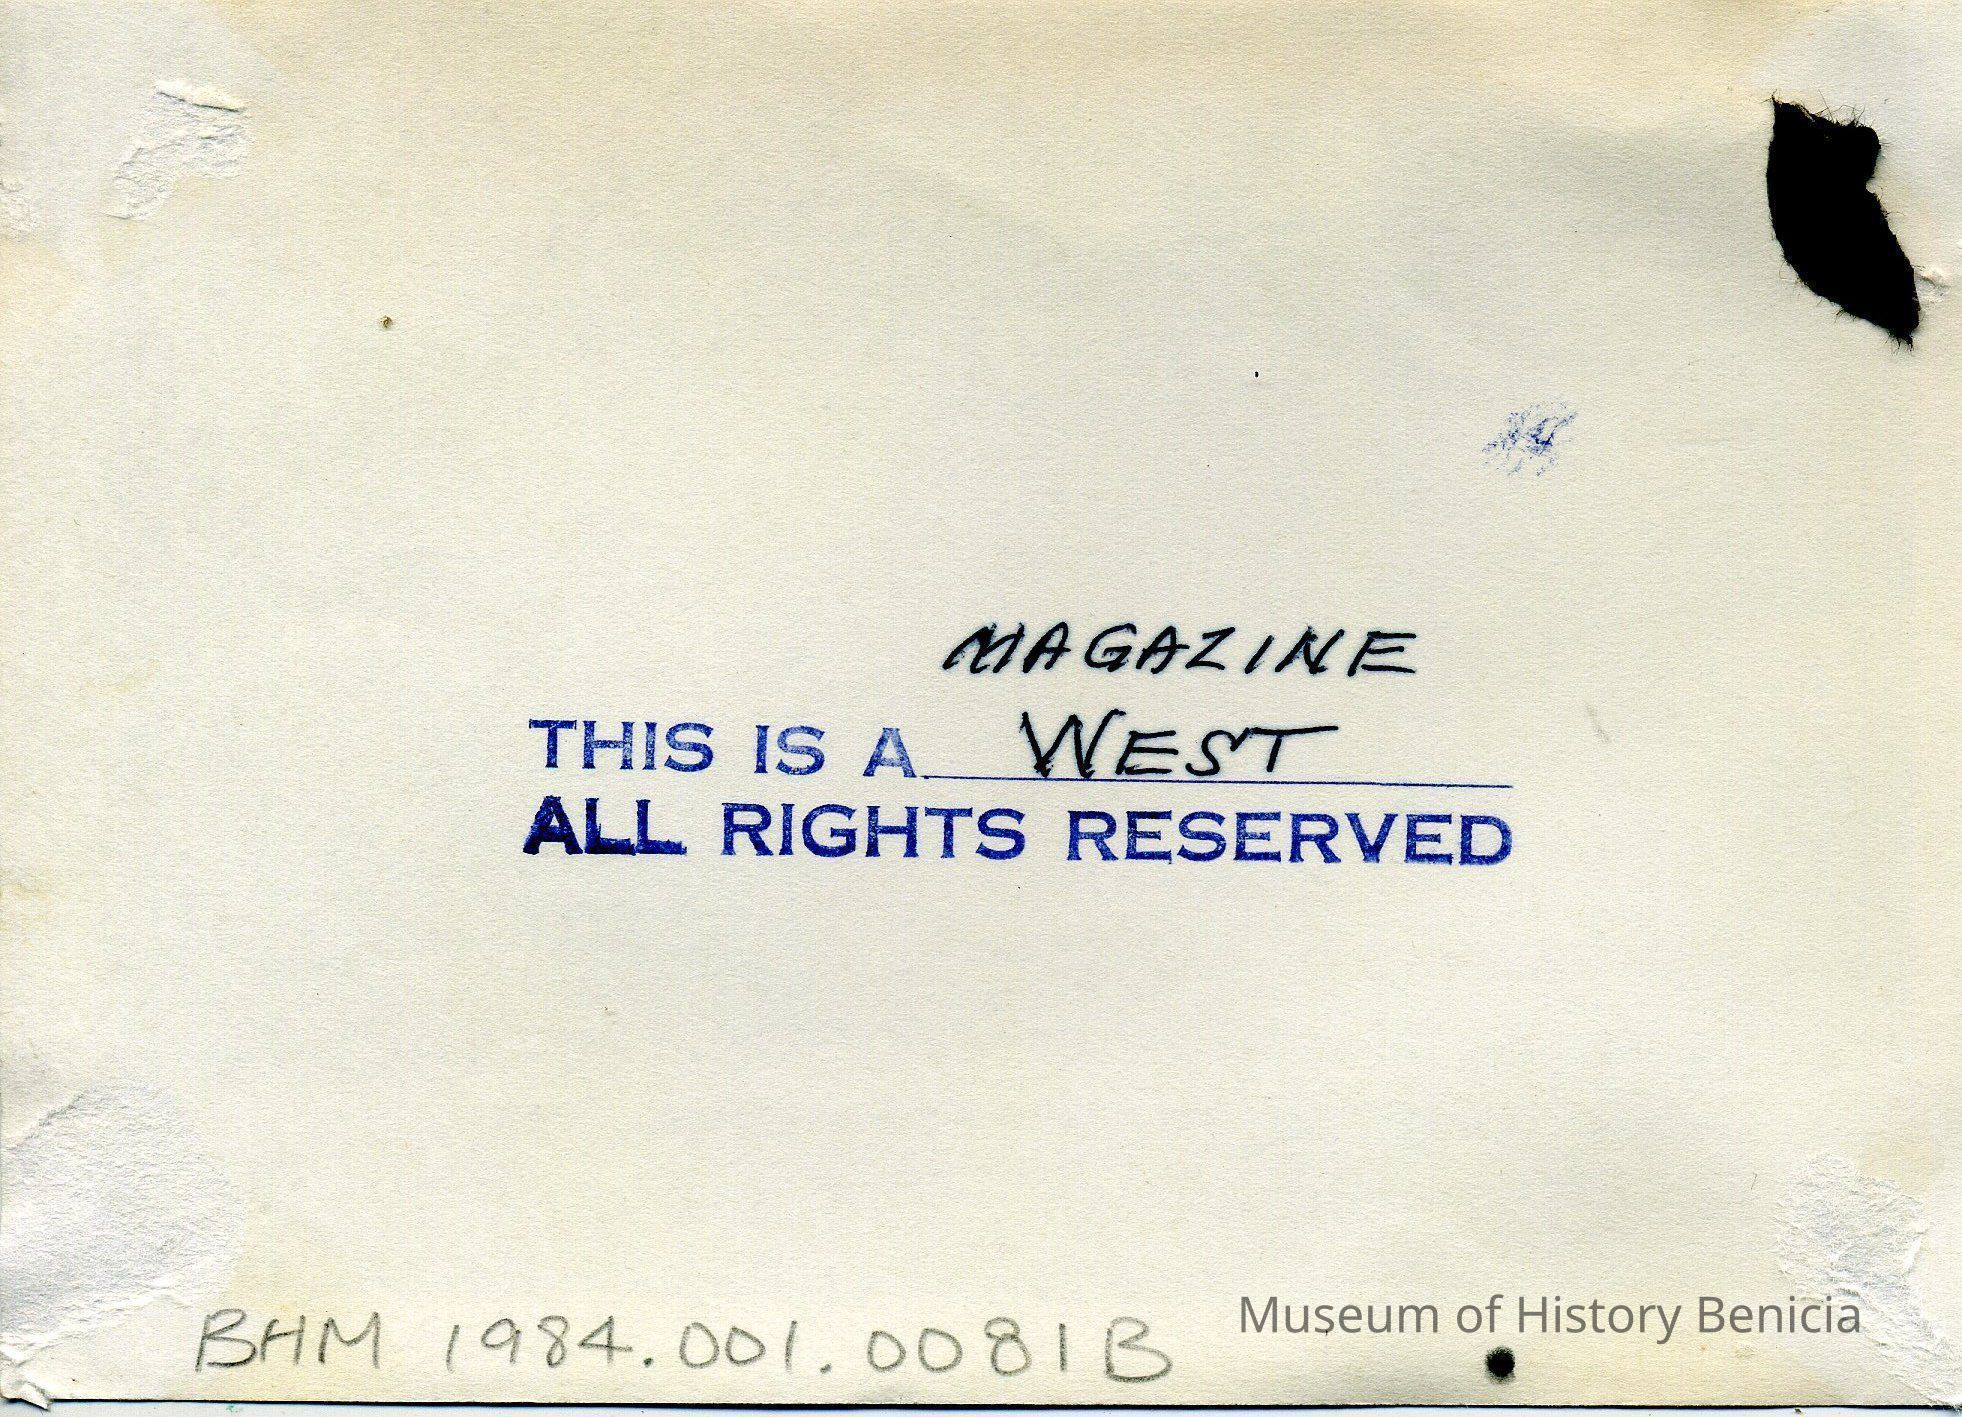 MAGAZINE
THIS IS A WEST
ALL RIGHTS RESERVED
Museum of History Benicia
BHM 1984.001.0081B